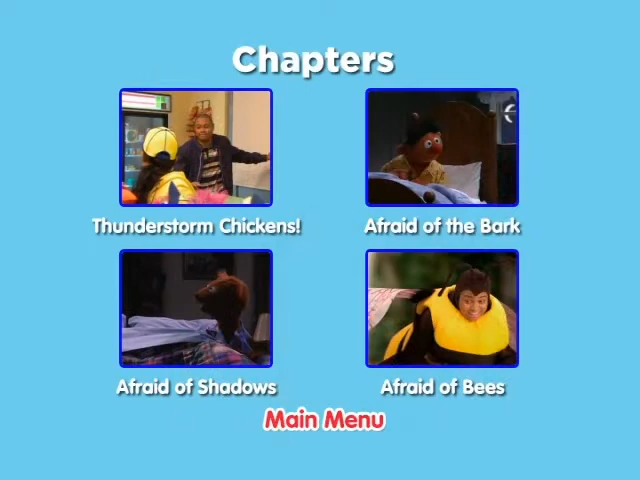 Chapters
Thunderstorm Chickens!
Afraid of the Bark
Afraid of Shadows
Afraid of Bees
Main Menu